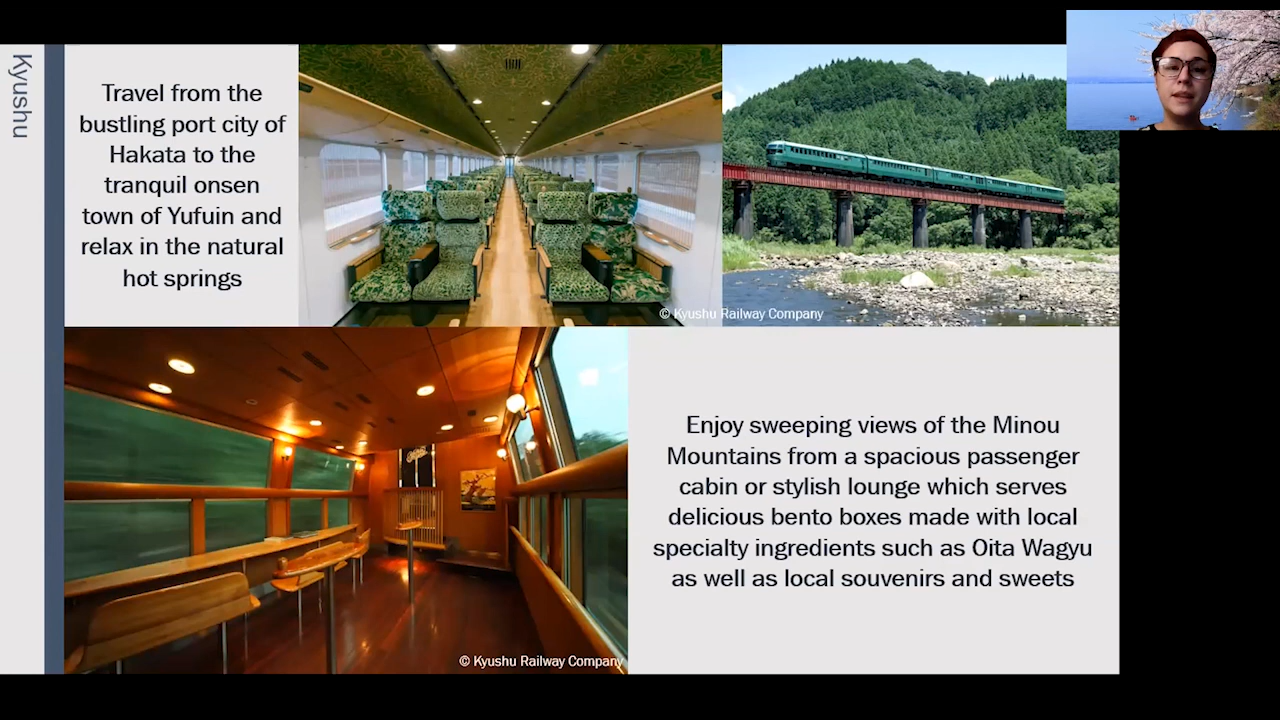 Kyushu
Travel from the
bustling port city of
Hakata to the
tranquil onsen
town of Yufuin and
relax in the natural
hot springs
© Kyushu Railway Company
© Kyushu Railway Company
Enjoy sweeping views of the Minou
Mountains from a spacious passenger
cabin or stylish lounge which serves
delicious bento boxes made with local
specialty ingredients such as Oita Wagyu
as well as local souvenirs and sweets